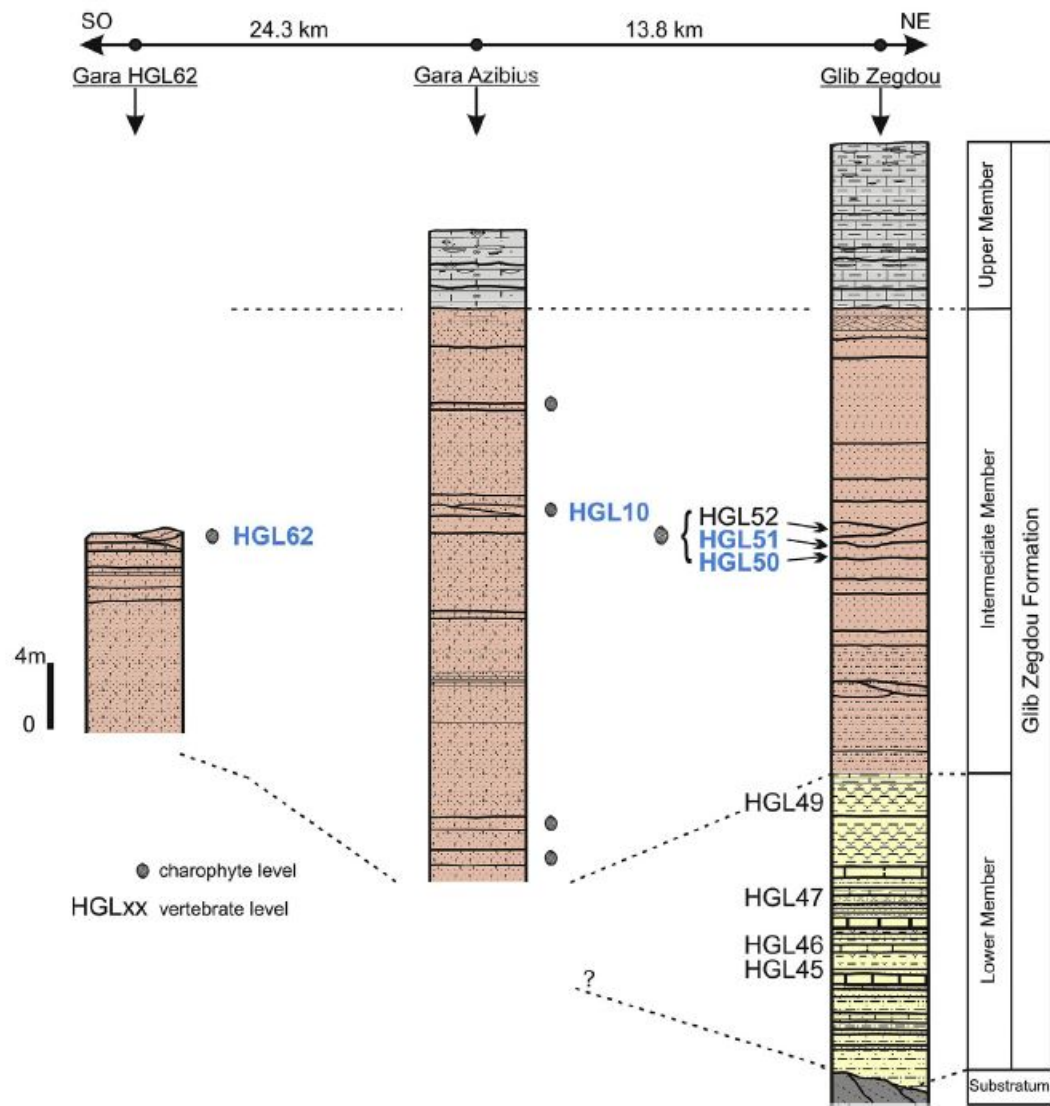 SO
24.3 km
13.8 km
NE
Gara HGL62
Gara Azibius
Glib Zegdou
Upper Member
Intermediate Member
Glib Zegdou Formation
HGL62
HGL10
HGL52
HGL51
HGL50
4m
0
HGL49
HGL47
HGL46
HGL45
Lower Member
charophyte level
HGLxx vertebrate level
?
Substratum